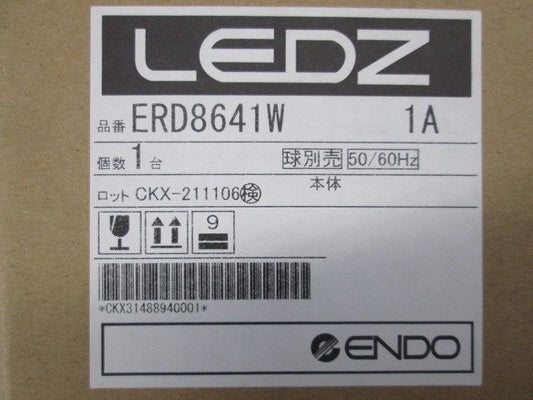 LEDZ
品番 ERD8641W 1A
個数 1 台 球別売 50/60Hz
本体
ロット CKX-211106 検
9
*CKX31488940001*
ENDO